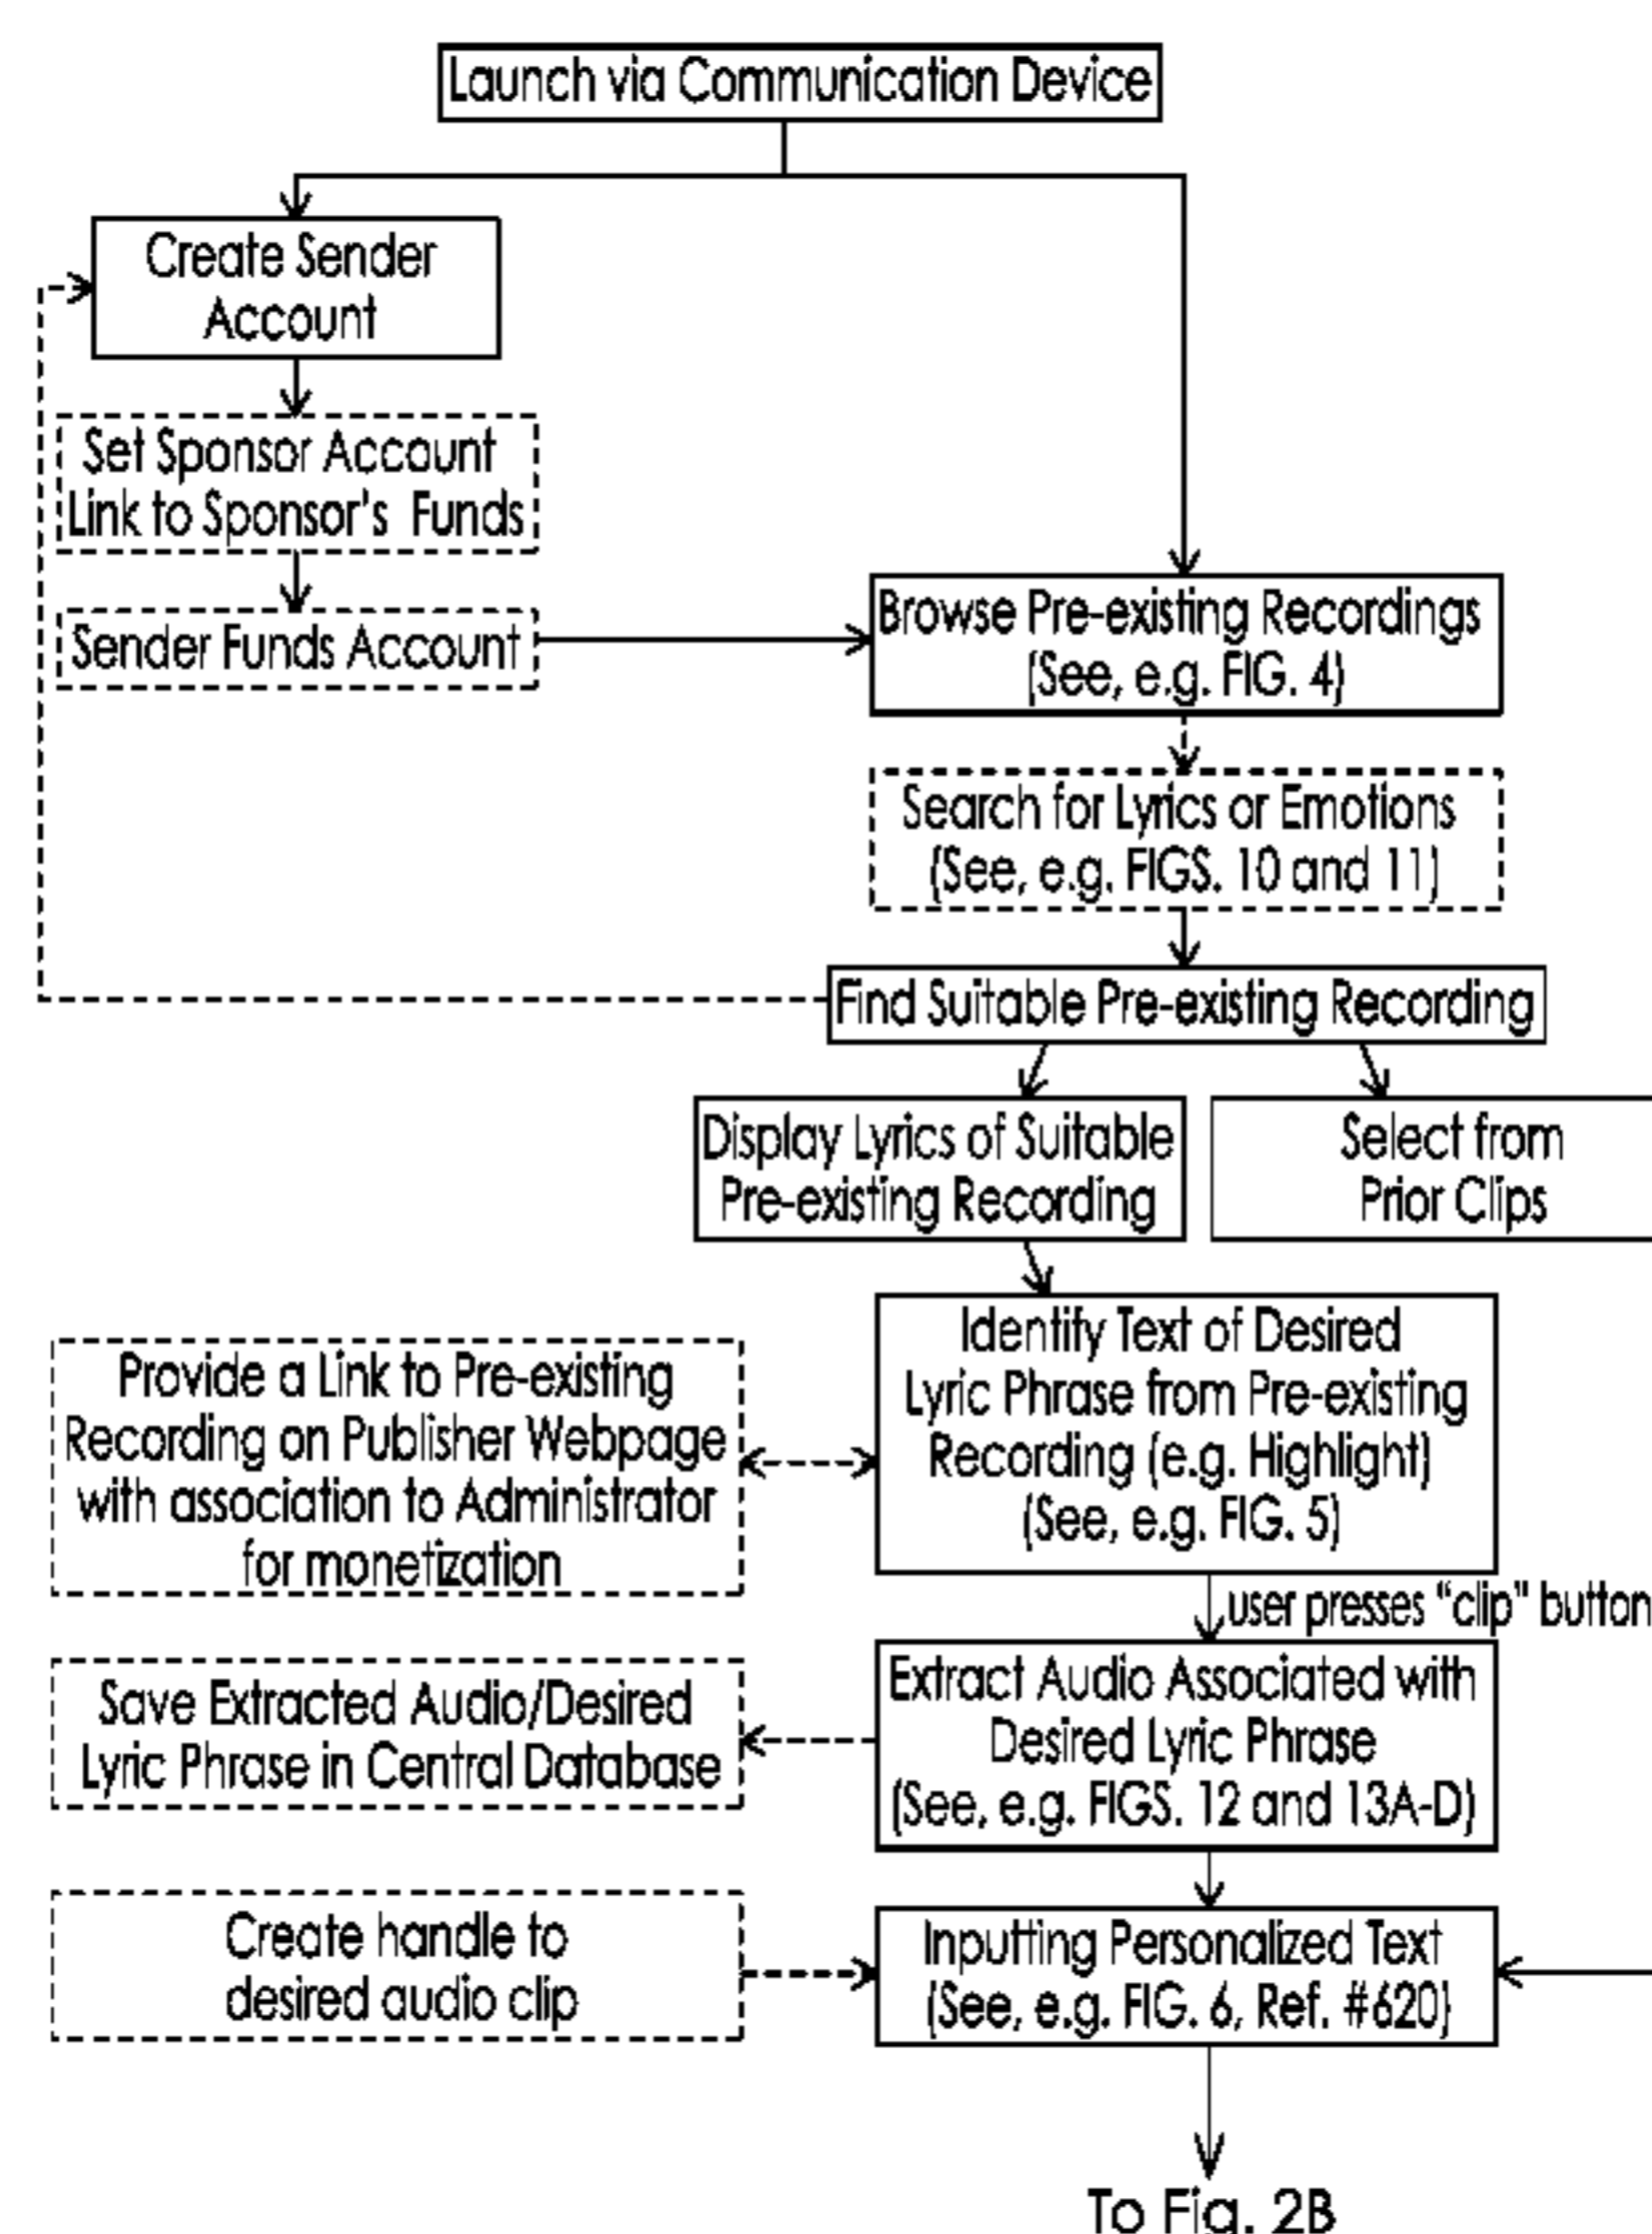 Launch via Communication Device
Create Sender
Account
Set Sponsor Account
Link to Sponsor's Funds
Sender Funds Account
Browse Pre-existing Recordings
(See, e.g. FIG. 4)
Search for Lyrics or Emotions
(See, e.g. FIGS. 10 and 11)
Find Suitable Pre-existing Recording
Display Lyrics of Suitable
Pre-existing Recording
Select from
Prior Clips
Identify Text of Desired
Lyric Phrase from Pre-existing
Recording (e.g. Highlight)
(See, e.g. FIG. 5)
Provide a Link to Pre-existing
Recording on Publisher Webpage
with association to Administrator
for monetization
user presses “clip” button
Extract Audio Associated with
Desired Lyric Phrase
(See, e.g. FIGS. 12 and 13A-D)
Save Extracted Audio/Desired
Lyric Phrase in Central Database
Create handle to
desired audio clip
Inputting Personalized Text
(See, e.g. FIG. 6, Ref. #620)
To Fig. 2B